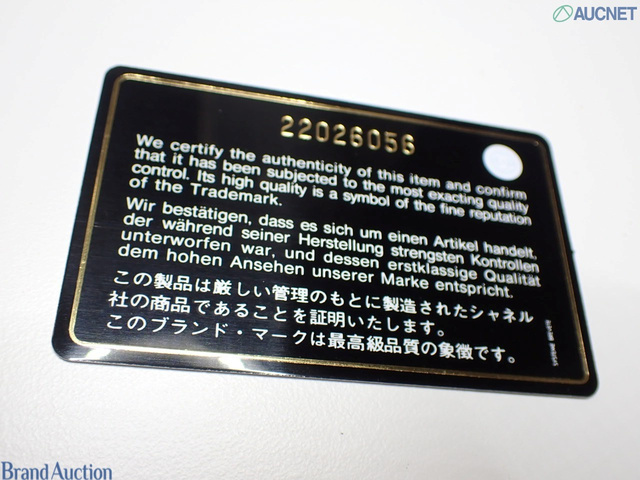 AUCNET
22026056
We certify the authenticity of this item and confirm
that it has been subjected to the most exacting quality
control. Its high quality is a symbol of the fine reputation
of the Trademark.
Wir bestätigen, dass es sich um einen Artikel handelt,
der während seiner Herstellung strengsten Kontrollen
unterworfen war, und dessen erstklassige Qualität
dem hohen Ansehen unserer Marke entspricht.
この製品は厳しい管理のもとに製造されたシャネル
社の商品であることを証明いたします。
このブランド・マークは最高級品質の象徴です。
Brand Auction